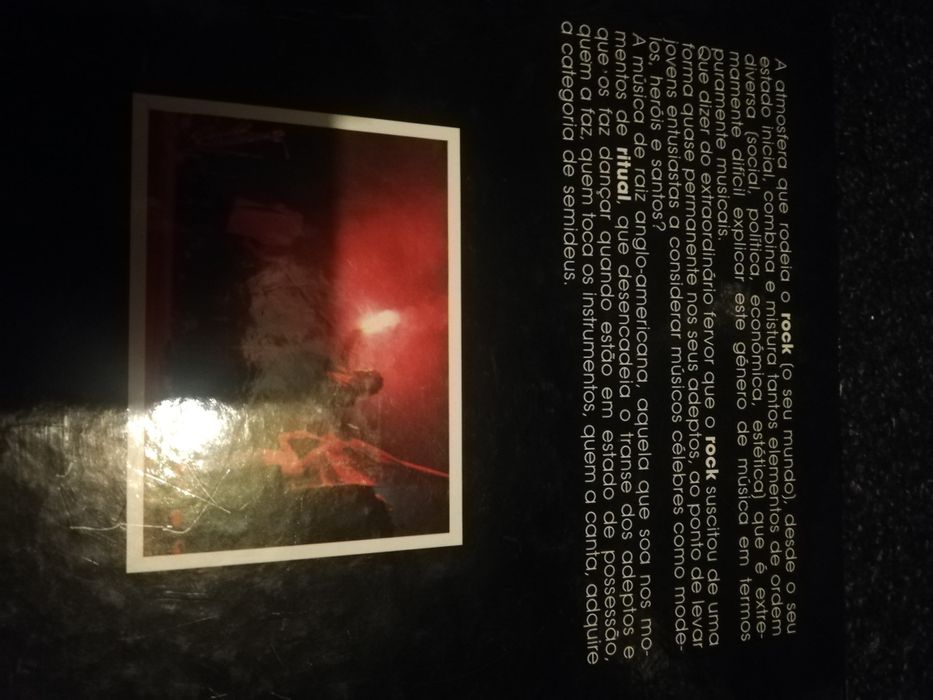 A atmosfera que rodeia o rock (o seu mundo), desde o seu
estado inicial, combina e mistura tantos elementos de ordem
diversa (social, política, económica, estética) que é extre-
mamente difícil explicar este género de música em termos
puramente musicais.
Que dizer do extraordinário fervor que o rock suscitou de uma
forma quase permanente nos seus adeptos, ao ponto de levar
jovens entusiastas a considerar músicos célebres como mode-
los, heróis e santos?
A música de raiz anglo-americana, aquela que soa nos mo-
mentos de ritual, que desencadeia o transe dos adeptos e
que os faz dançar quando estão em estado de possessão,
quem a faz, quem toca os instrumentos, quem a canta, adquire
a categoria de semideus.